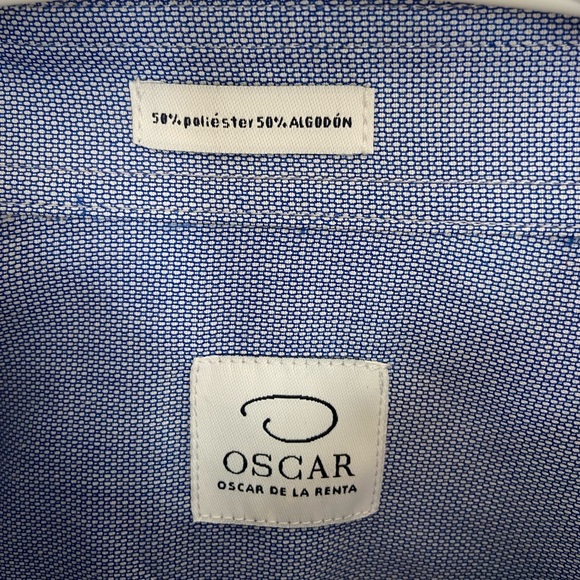 50% poliéster 50% ALGODÓN
OSCAR
OSCAR DE LA RENTA